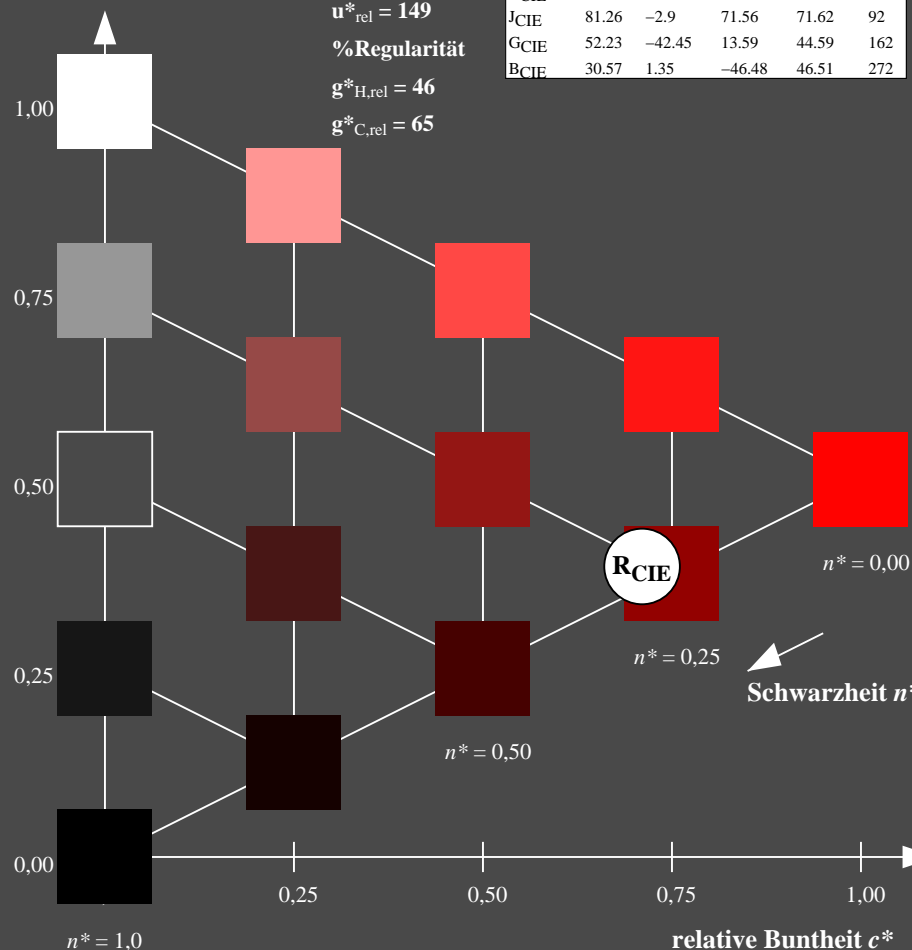 u*rel = 149
%Regularität
g*H,rel = 46
g*C,rel = 65
CIE
JCIE 81.26 −2.9 71.56 71.62 92
GCIE 52.23 −42.45 13.59 44.59 162
BCIE 30.57 1.35 −46.48 46.51 272
1,00
0,75
0,50
0,25
0,00
RCIE
n* = 0,00
n* = 0,25
Schwarzheit n*
n* = 0,50
0,25 0,50 0,75 1,00
n* = 1,0
relative Buntheit c*